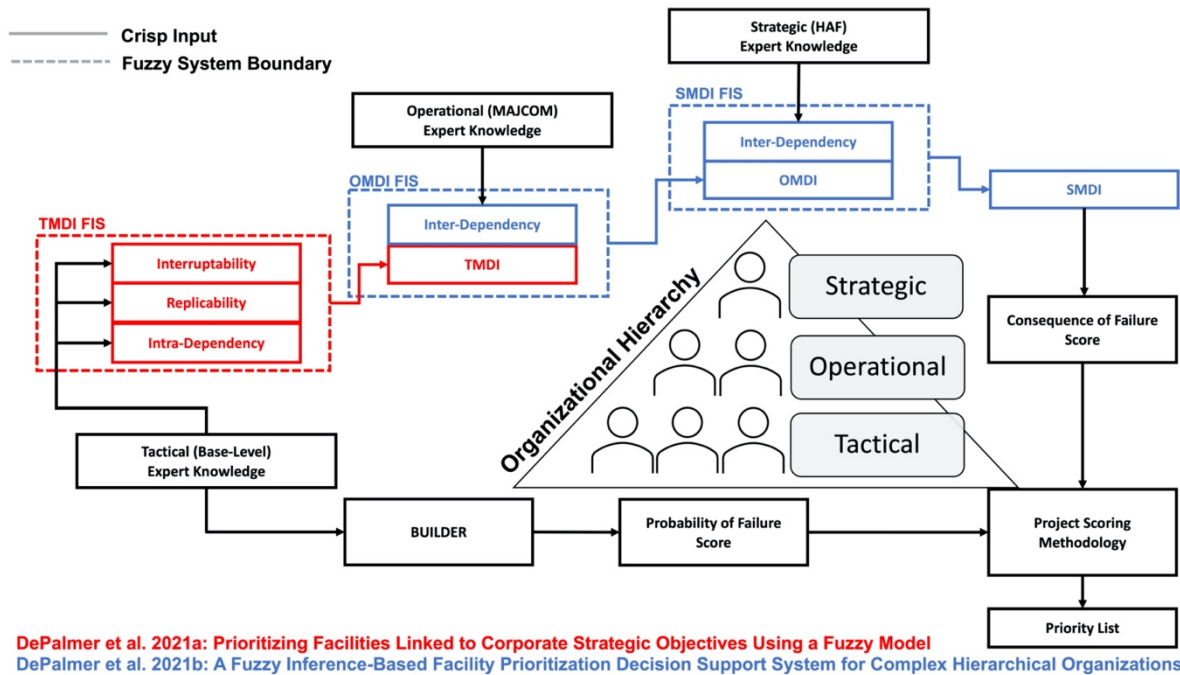 Crisp Input
Fuzzy System Boundary
Strategic (HAF)
Expert Knowledge
Operational (MAJCOM)
Expert Knowledge
SMDI FIS
Inter-Dependency
OMDI
SMDI
OMDI FIS
Inter-Dependency
TMDI
TMDI FIS
Interruptability
Replicability
Intra-Dependency
Organizational Hierarchy
Strategic
Operational
Tactical
Consequence of Failure
Score
Tactical (Base-Level)
Expert Knowledge
BUILDER
Probability of Failure
Score
Project Scoring
Methodology
Priority List
DePalmer et al. 2021a: Prioritizing Facilities Linked to Corporate Strategic Objectives Using a Fuzzy Model
DePalmer et al. 2021b: A Fuzzy Inference-Based Facility Prioritization Decision Support System for Complex Hierarchical Organizations